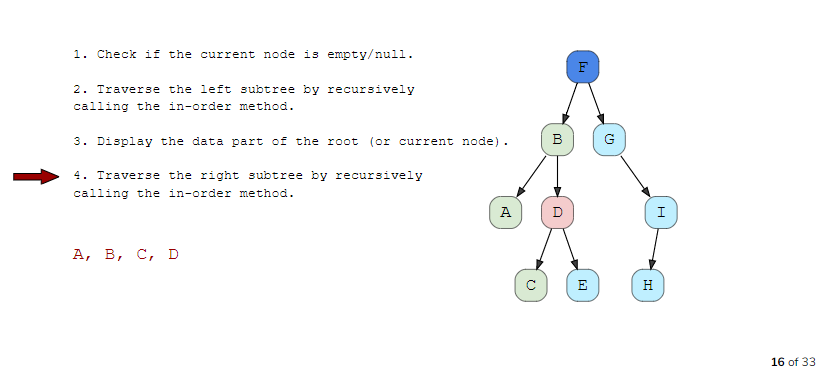 1. Check if the current node is empty/null.
2. Traverse the left subtree by recursively
calling the in-order method.
3. Display the data part of the root (or current node).
4. Traverse the right subtree by recursively
calling the in-order method.
A, B, C, D
F
B
G
A
D
I
C
E
H
16 of 33